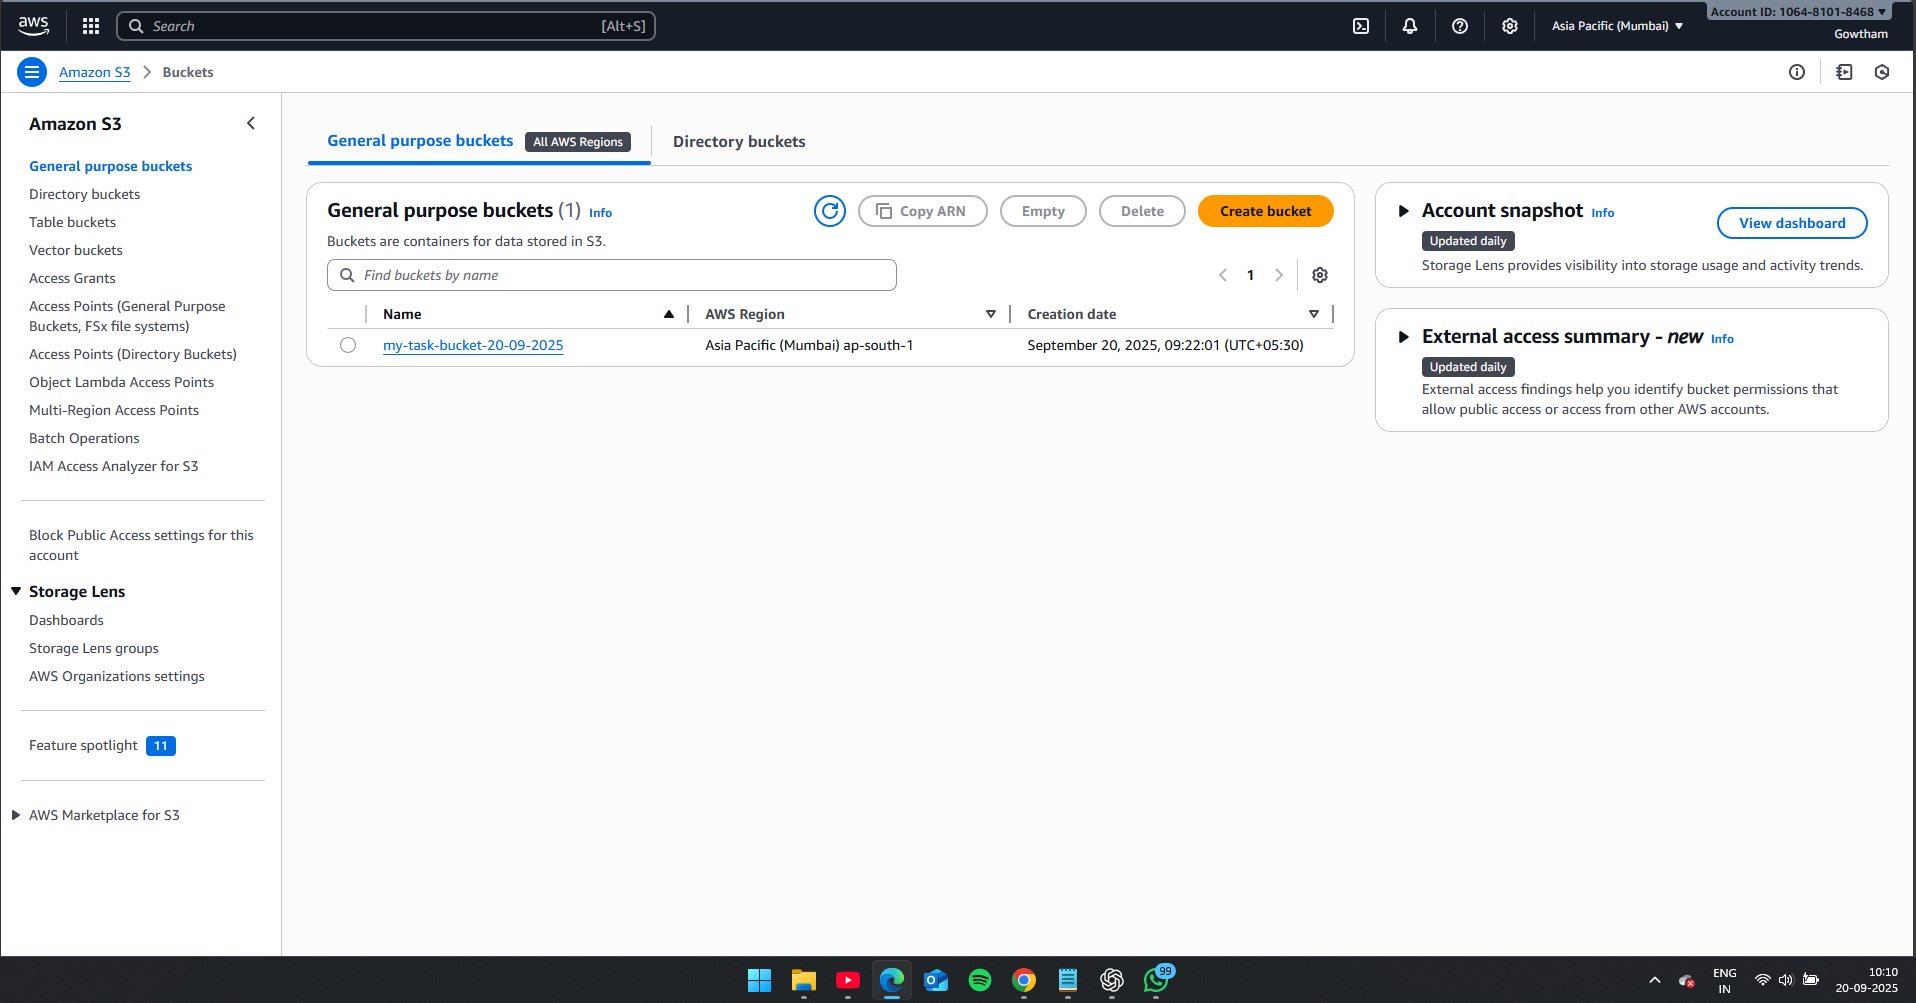 aws
Search [Alt+S]
Asia Pacific (Mumbai)
Account ID: 1064-8101-8468
Gowtham
Amazon S3 > Buckets
Amazon S3
General purpose buckets
Directory buckets
Table buckets
Vector buckets
Access Grants
Access Points (General Purpose
Buckets, FSx file systems)
Access Points (Directory Buckets)
Object Lambda Access Points
Multi-Region Access Points
Batch Operations
IAM Access Analyzer for S3
Block Public Access settings for this
account
Storage Lens
Dashboards
Storage Lens groups
AWS Organizations settings
Feature spotlight 11
AWS Marketplace for S3
General purpose buckets All AWS Regions Directory buckets
General purpose buckets (1) Info
Copy ARN Empty Delete Create bucket
Buckets are containers for data stored in S3.
Find buckets by name
1
Name AWS Region Creation date
my-task-bucket-20-09-2025 Asia Pacific (Mumbai) ap-south-1 September 20, 2025, 09:22:01 (UTC+05:30)
Account snapshot Info
View dashboard
Updated daily
Storage Lens provides visibility into storage usage and activity trends.
External access summary - new Info
Updated daily
External access findings help you identify bucket permissions that
allow public access or access from other AWS accounts.
99
ENG
IN
10:10
20-09-2025